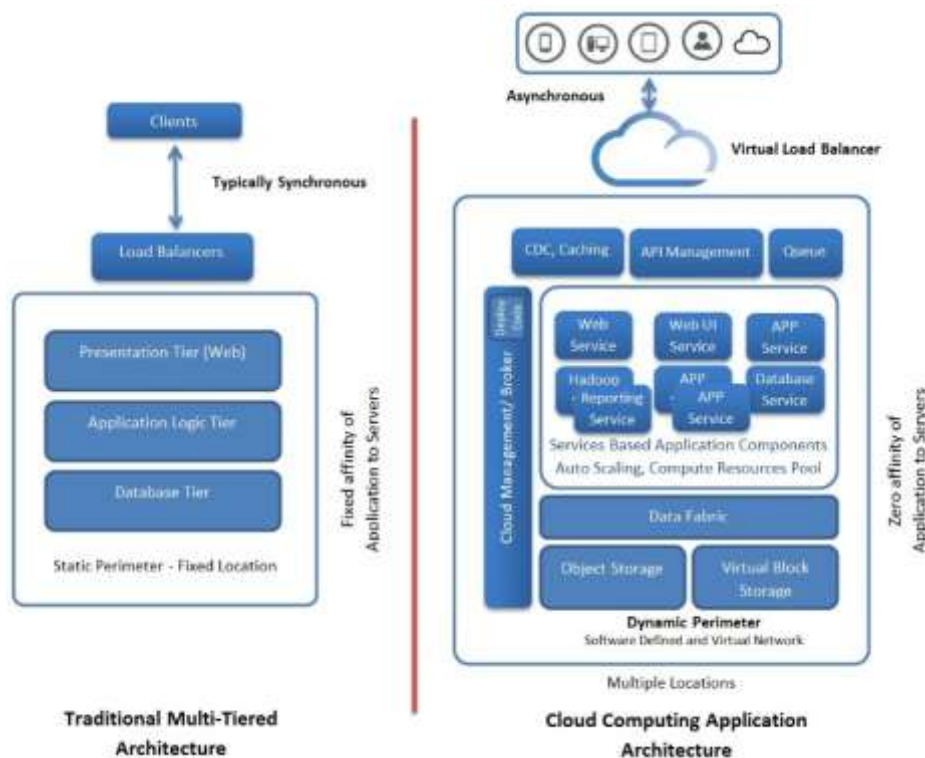 Clients
Typically Synchronous
Load Balancers
Presentation Tier (Web)
Application Logic Tier
Database Tier
Static Perimeter - Fixed Location
Fixed affinity of
Application to Servers
Traditional Multi-Tiered
Architecture
Asynchronous
Virtual Load Balancer
CDC, Caching
API Management
Queue
Cloud Management/ Broker
Deploy
Web
Service
Web UI
Service
APP
Service
Hadoop
- Reporting
Service
APP
-
APP
Service
Database
Service
Services Based Application Components
Auto Scaling, Compute Resources Pool
Data Fabric
Object Storage
Virtual Block
Storage
Dynamic Perimeter
Software Defined and Virtual Network
Zero affinity of
Application to Servers
Multiple Locations
Cloud Computing Application
Architecture